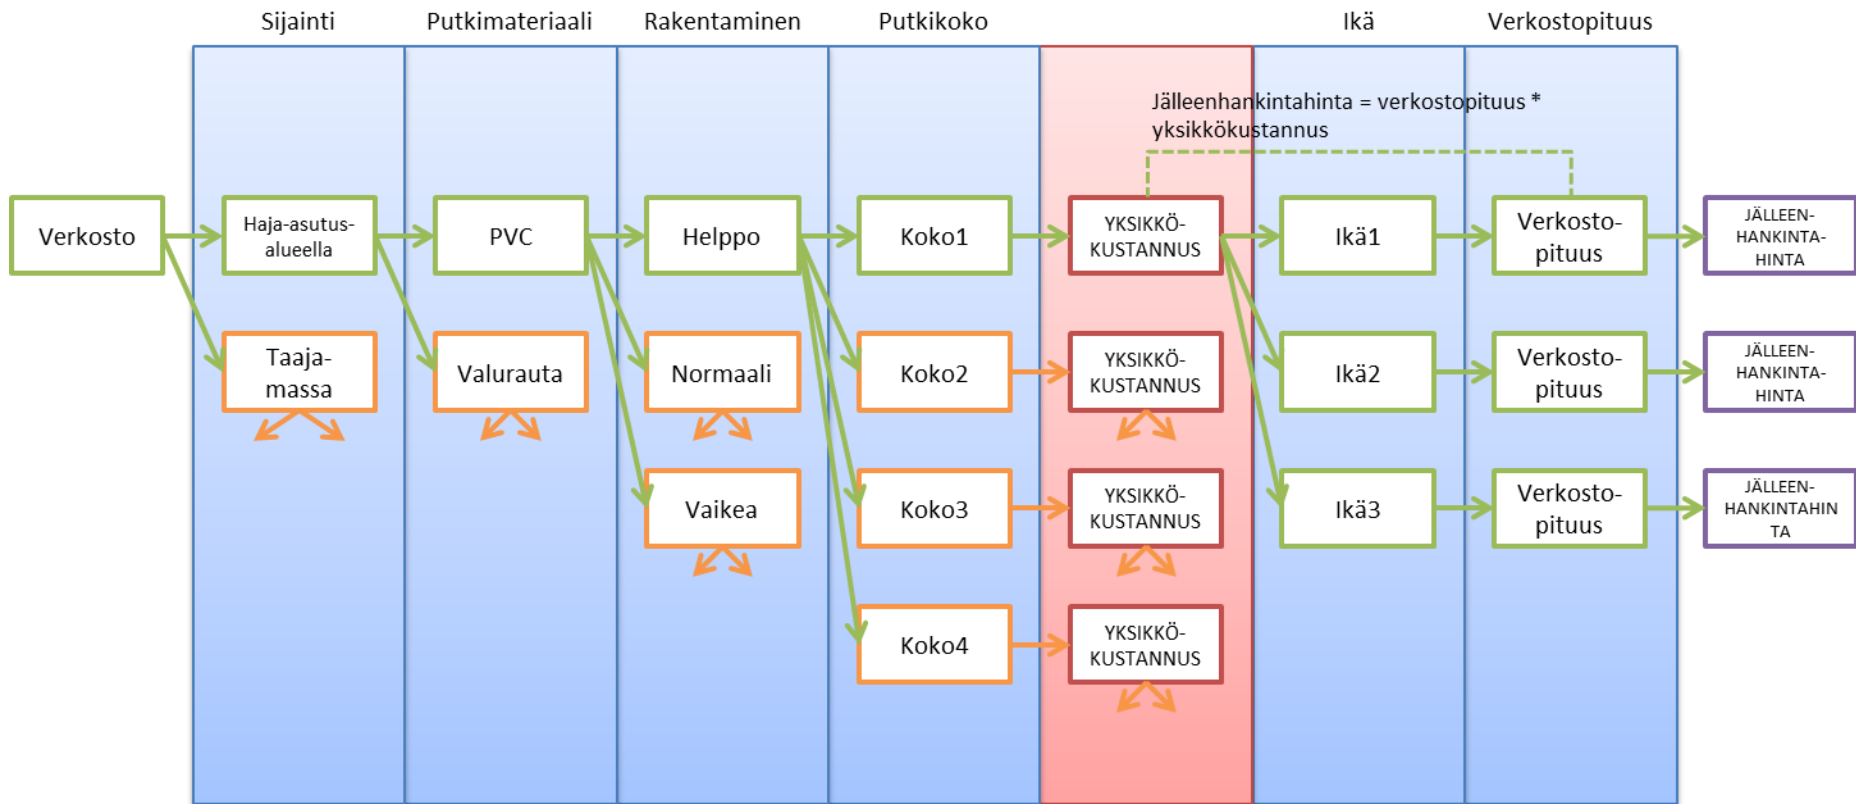 Sijainti
Putkimateriaali
Rakentaminen
Putkikoko
Ikä
Verkostopituus
Jälleenhankintahinta = verkostopituus *
yksikkökustannus
Verkosto
Haja-asutus-
alueella
PVC
Helppo
Koko1
YKSIKKÖ-
KUSTANNUS
Ikä1
Verkosto-
pituus
JÄLLEEN-
HANKINTA-
HINTA
Taaja-
massa
Valurauta
Normaali
Koko2
YKSIKKÖ-
KUSTANNUS
Ikä2
Verkosto-
pituus
JÄLLEEN-
HANKINTA-
HINTA
Vaikea
Koko3
YKSIKKÖ-
KUSTANNUS
Ikä3
Verkosto-
pituus
JÄLLEEN-
HANKINTAHIN
TA
Koko4
YKSIKKÖ-
KUSTANNUS